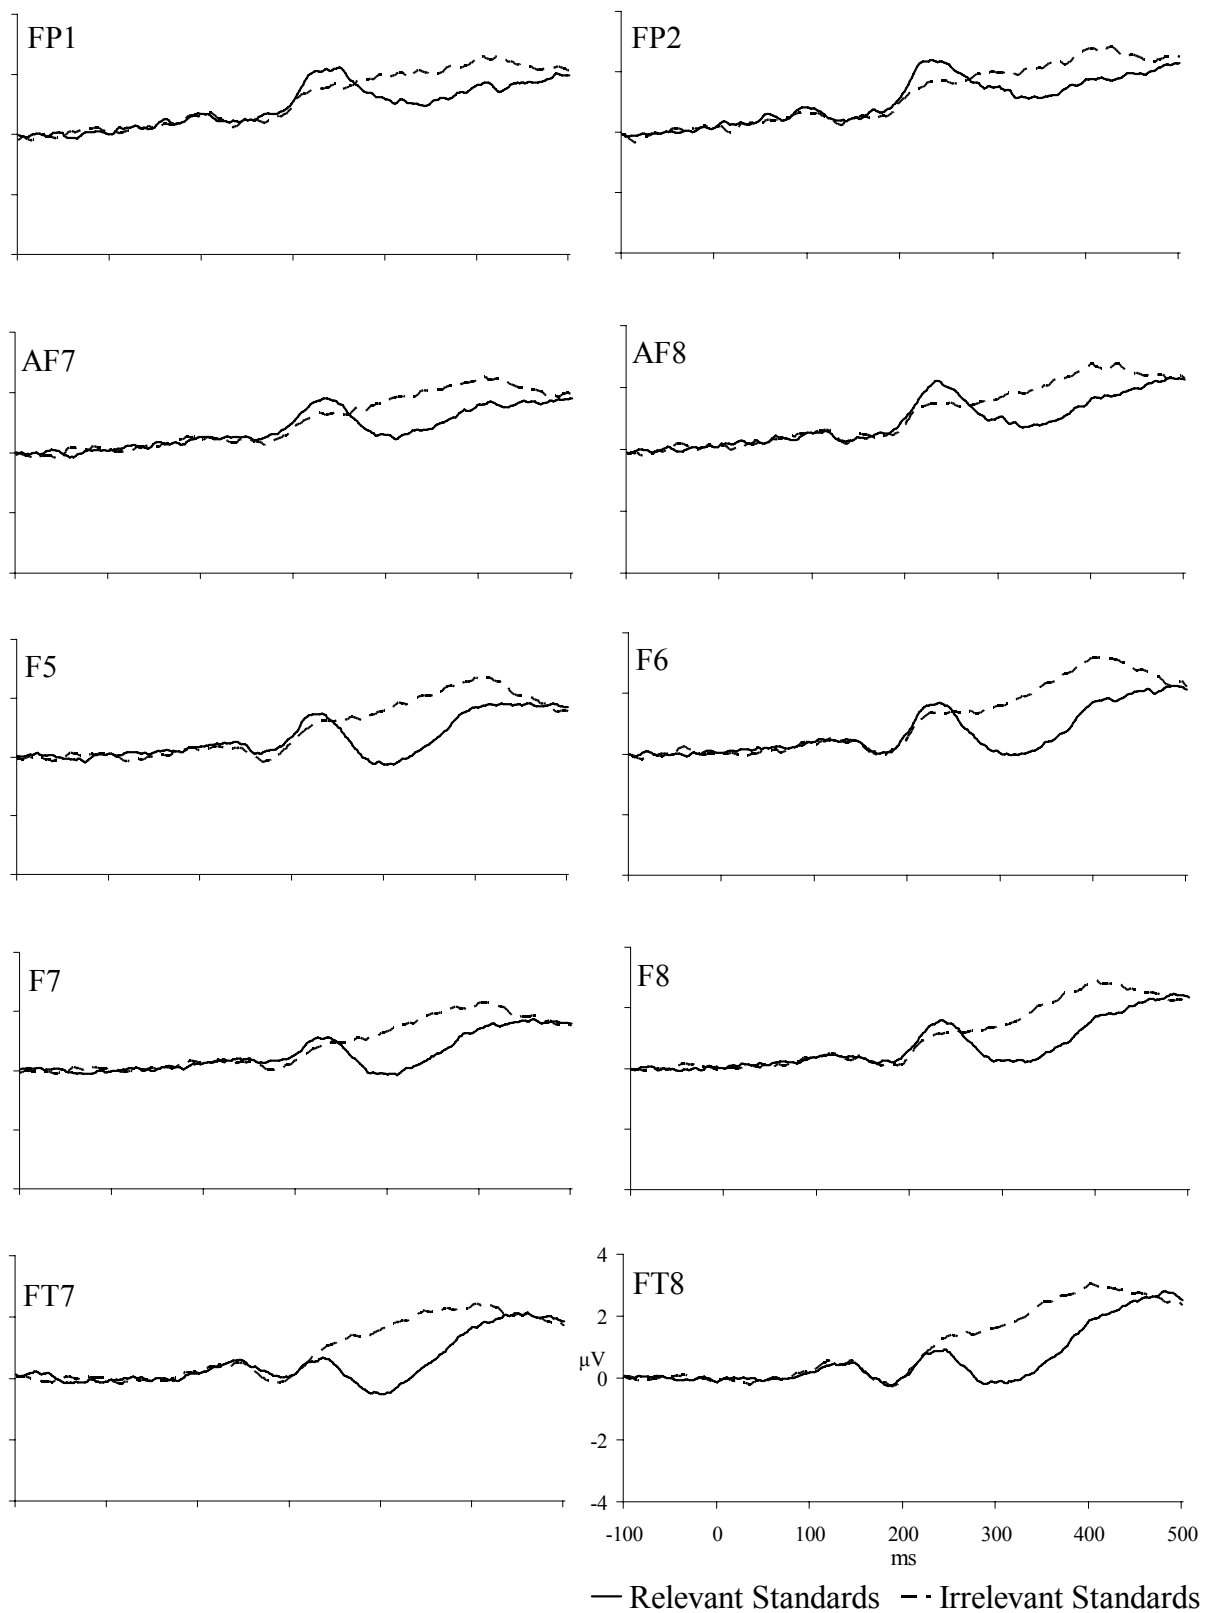 FP1
FP2
AF7
AF8
F5
F6
F7
F8
FT7
FT8
4
2
μV
0
-2
-4
-100 0 100 200 300 400 500
ms
Relevant Standards Irrelevant Standards